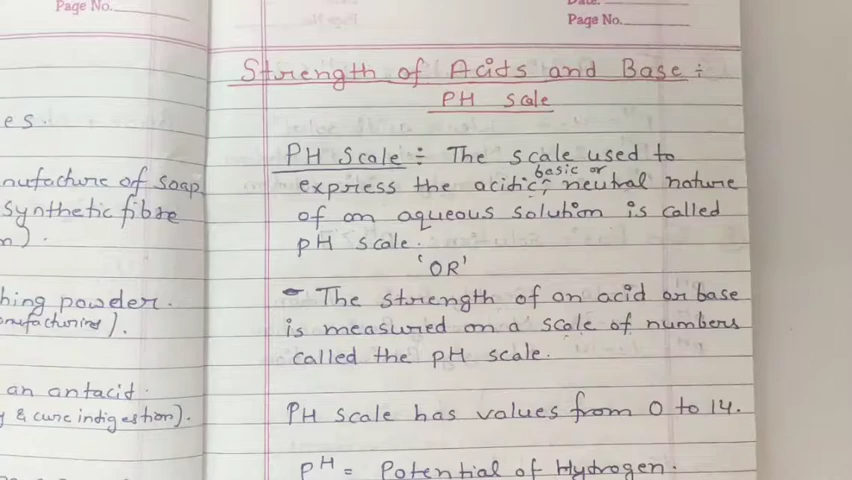 Page No.
Date.
Page No.
Strength of Acids and Base ÷
PH Scale
es.
nufacture of soap
synthetic fibre
n).
hing powder.
anufacturing).
an antacid.
y & cure indigestion).
PH Scale ÷ The scale used to
basic or
express the acidic, neutral nature
of an aqueous solution is called
pH scale.
'OR'
- The strength of an acid or base
is measured on a scale of numbers
called the pH scale.
PH scale has values from 0 to 14.
pH = Potential of Hydrogen.